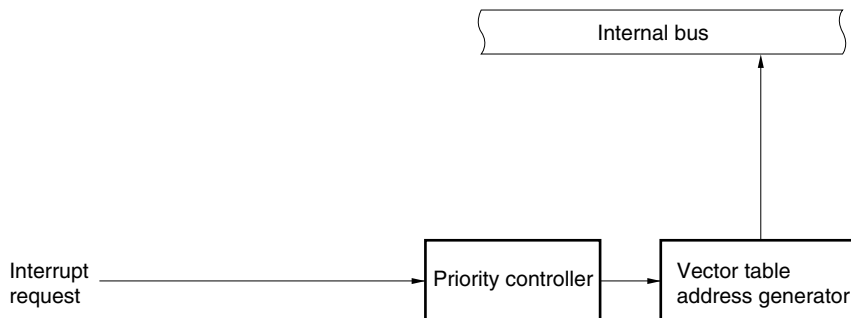 Internal bus
Interrupt
request
Priority controller
Vector table
address generator